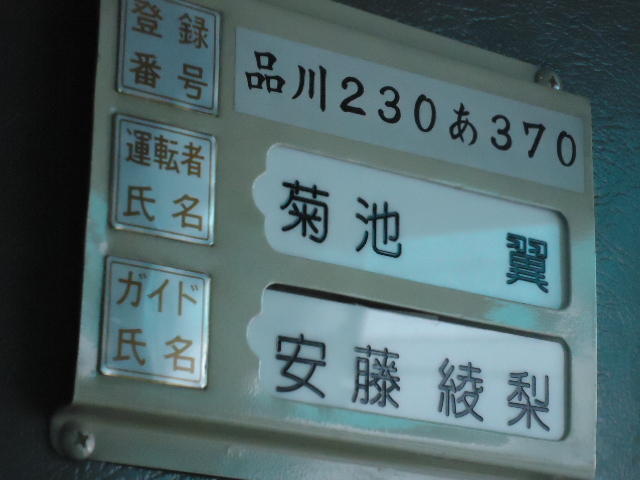 登録番号
品川230あ370
運転者氏名
菊池 翼
ガイド氏名
安藤 綾梨